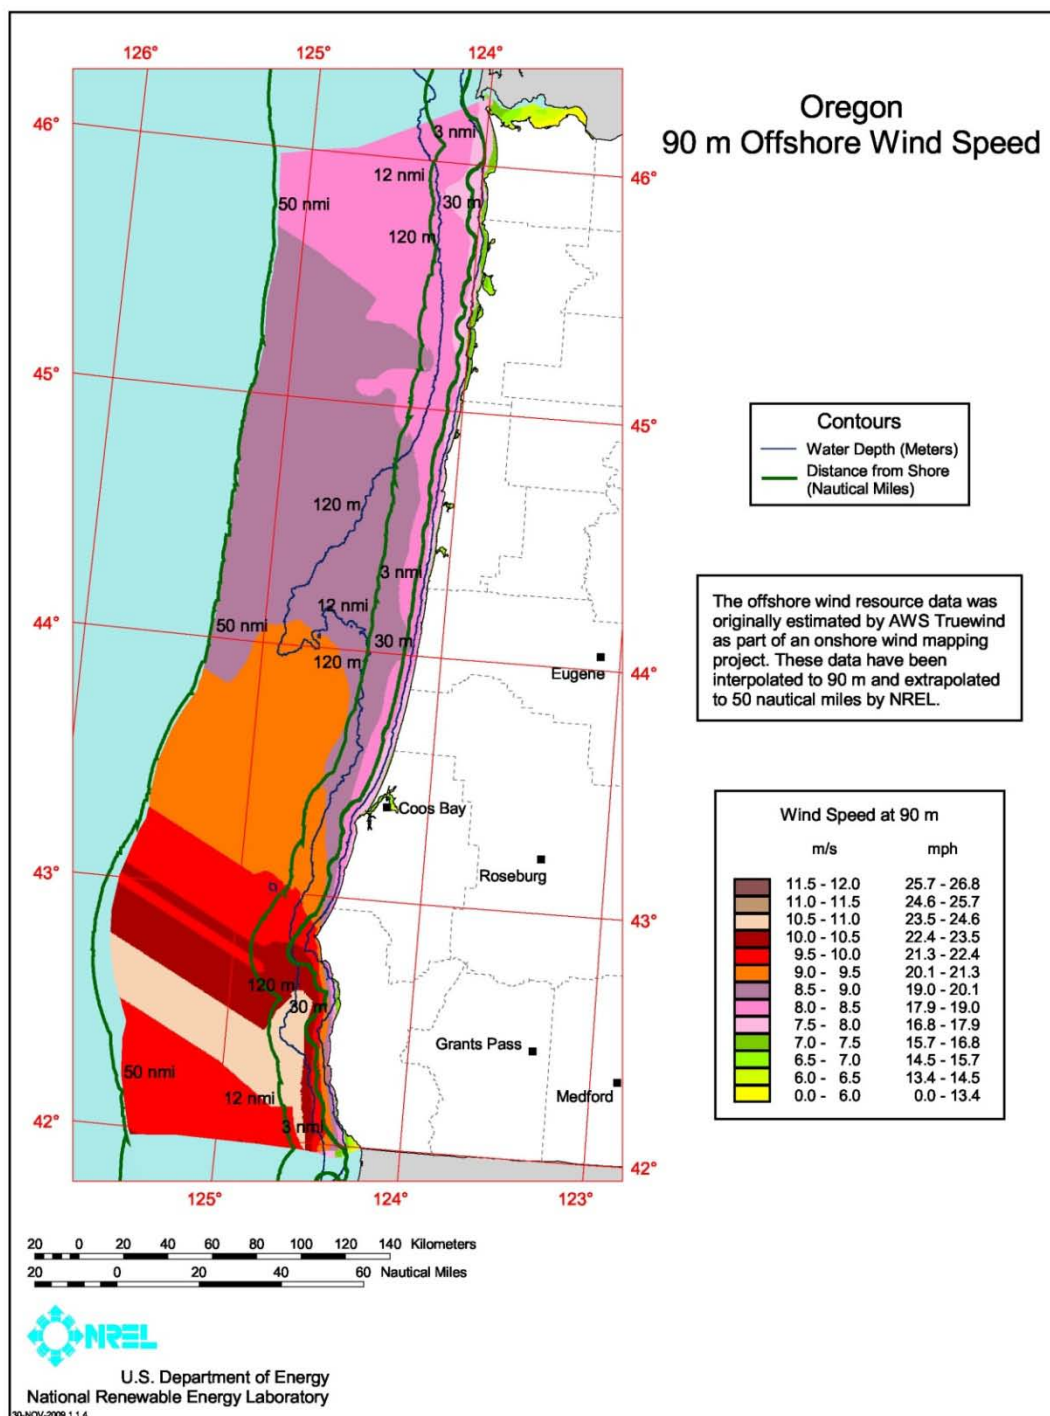 Oregon
90 m Offshore Wind Speed
126°
125°
124°
46°
46°
45°
45°
44°
44°
43°
43°
42°
42°
125°
124°
123°
3 nmi
12 nmi
30 m
50 nmi
120 m
120 m
3 nmi
12 nmi
50 nmi
30 m
120 m
Eugene
Coos Bay
Roseburg
120 m
30 m
Grants Pass
50 nmi
Medford
12 nmi
3 nmi
Contours
Water Depth (Meters)
Distance from Shore
(Nautical Miles)
The offshore wind resource data was
originally estimated by AWS Truewind
as part of an onshore wind mapping
project. These data have been
interpolated to 90 m and extrapolated
to 50 nautical miles by NREL.
Wind Speed at 90 m
m/s mph
11.5 - 12.0 25.7 - 26.8
11.0 - 11.5 24.6 - 25.7
10.5 - 11.0 23.5 - 24.6
10.0 - 10.5 22.4 - 23.5
9.5 - 10.0 21.3 - 22.4
9.0 - 9.5 20.1 - 21.3
8.5 - 9.0 19.0 - 20.1
8.0 - 8.5 17.9 - 19.0
7.5 - 8.0 16.8 - 17.9
7.0 - 7.5 15.7 - 16.8
6.5 - 7.0 14.5 - 15.7
6.0 - 6.5 13.4 - 14.5
0.0 - 6.0 0.0 - 13.4
20 0 20 40 60 80 100 120 140 Kilometers
20 0 20 40 60 Nautical Miles
NREL
U.S. Department of Energy
National Renewable Energy Laboratory
30-NOV-2009 1.1.4